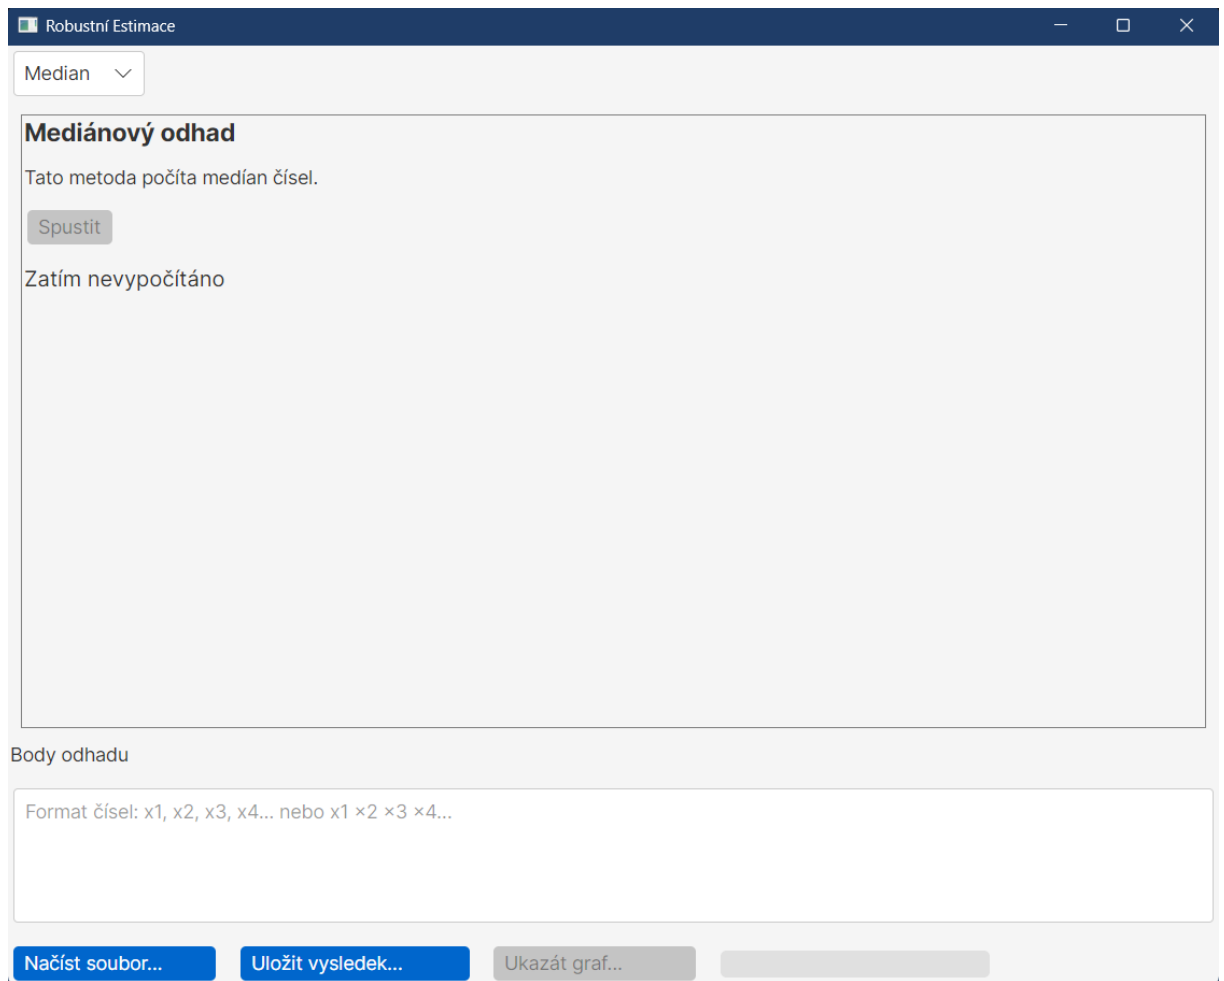 Robustní Estimace
Median
Mediánový odhad
Tato metoda počíta medían čísel.
Spustit
Zatím nevypočítáno
Body odhadu
Format čísel: x1, x2, x3, x4... nebo x1 ×2 ×3 ×4...
Načíst soubor...
Uložit vysledek...
Ukazát graf...